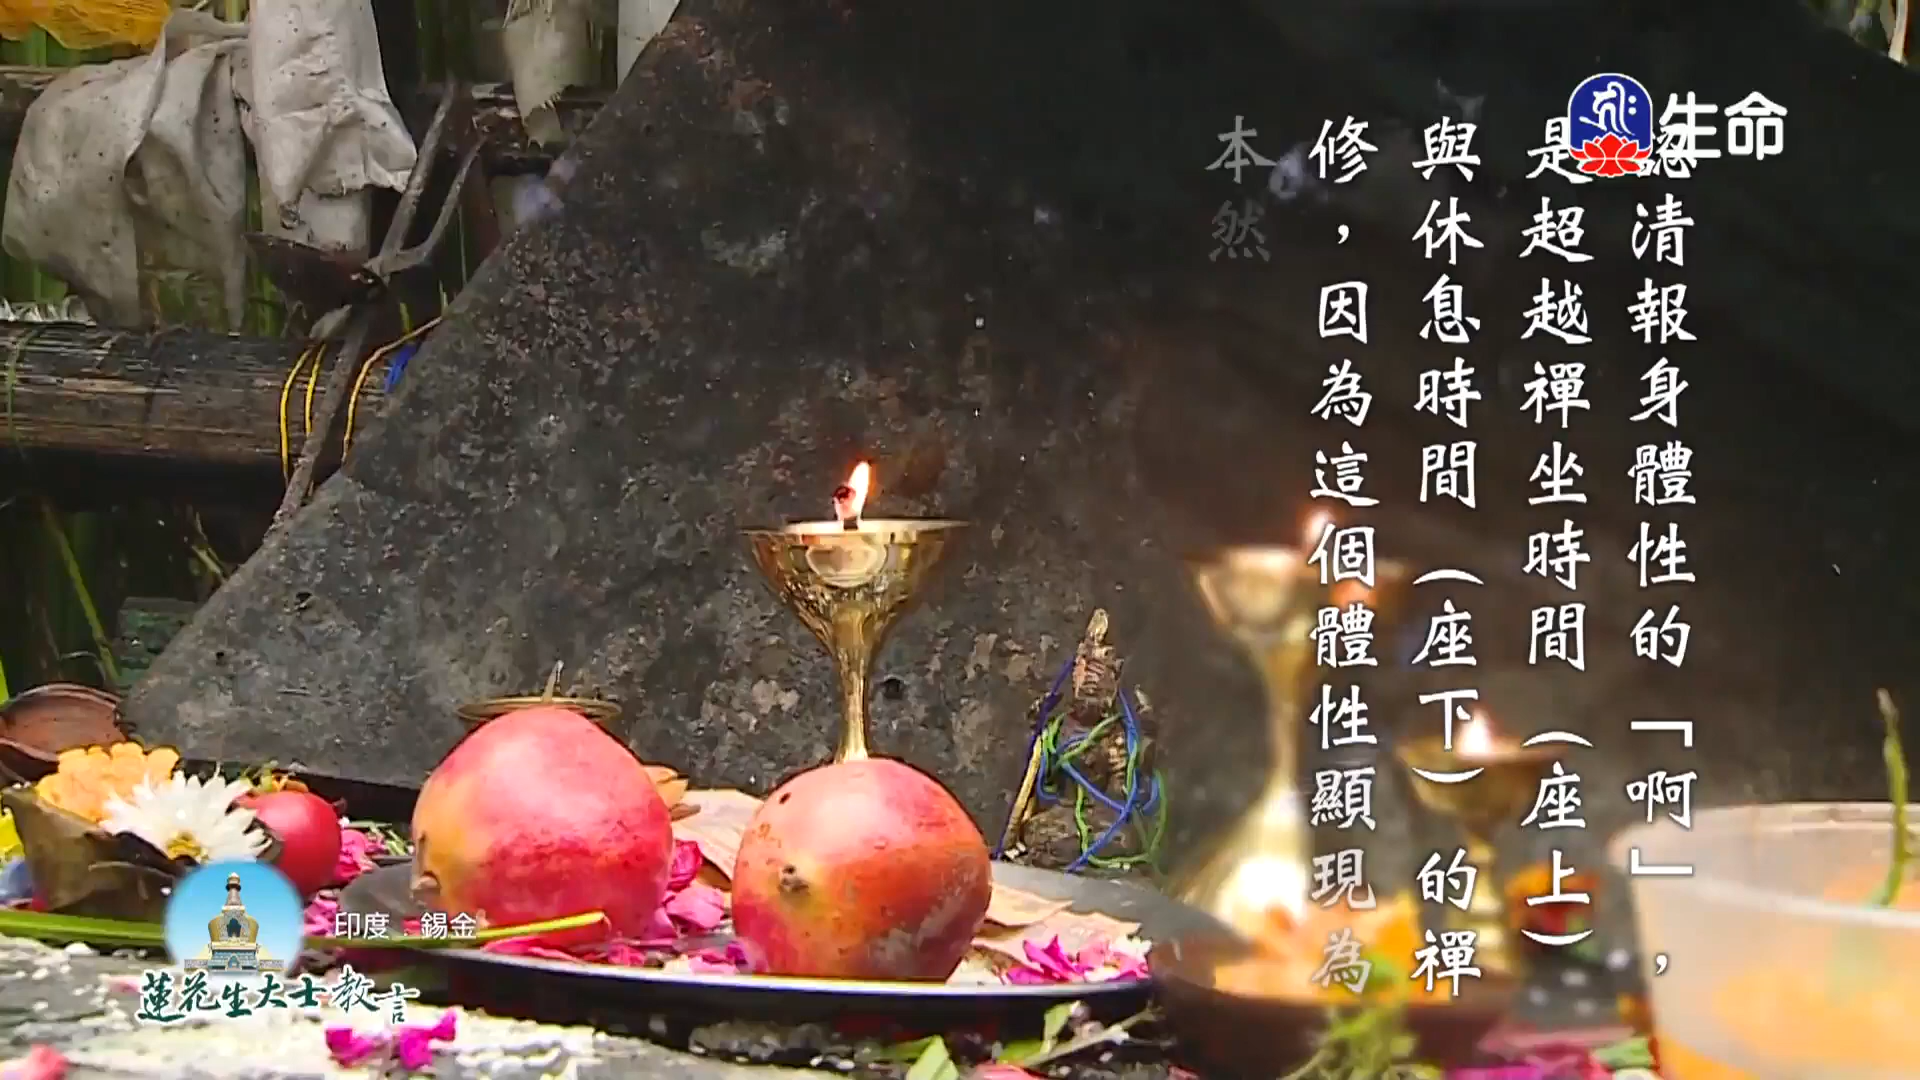 生命
認清報身體性的「啊」，
是超越禪坐時間（座上）
與休息時間（座下）的禪
修，因為這個體性顯現為
本然
印度．錫金
蓮花生大士教言